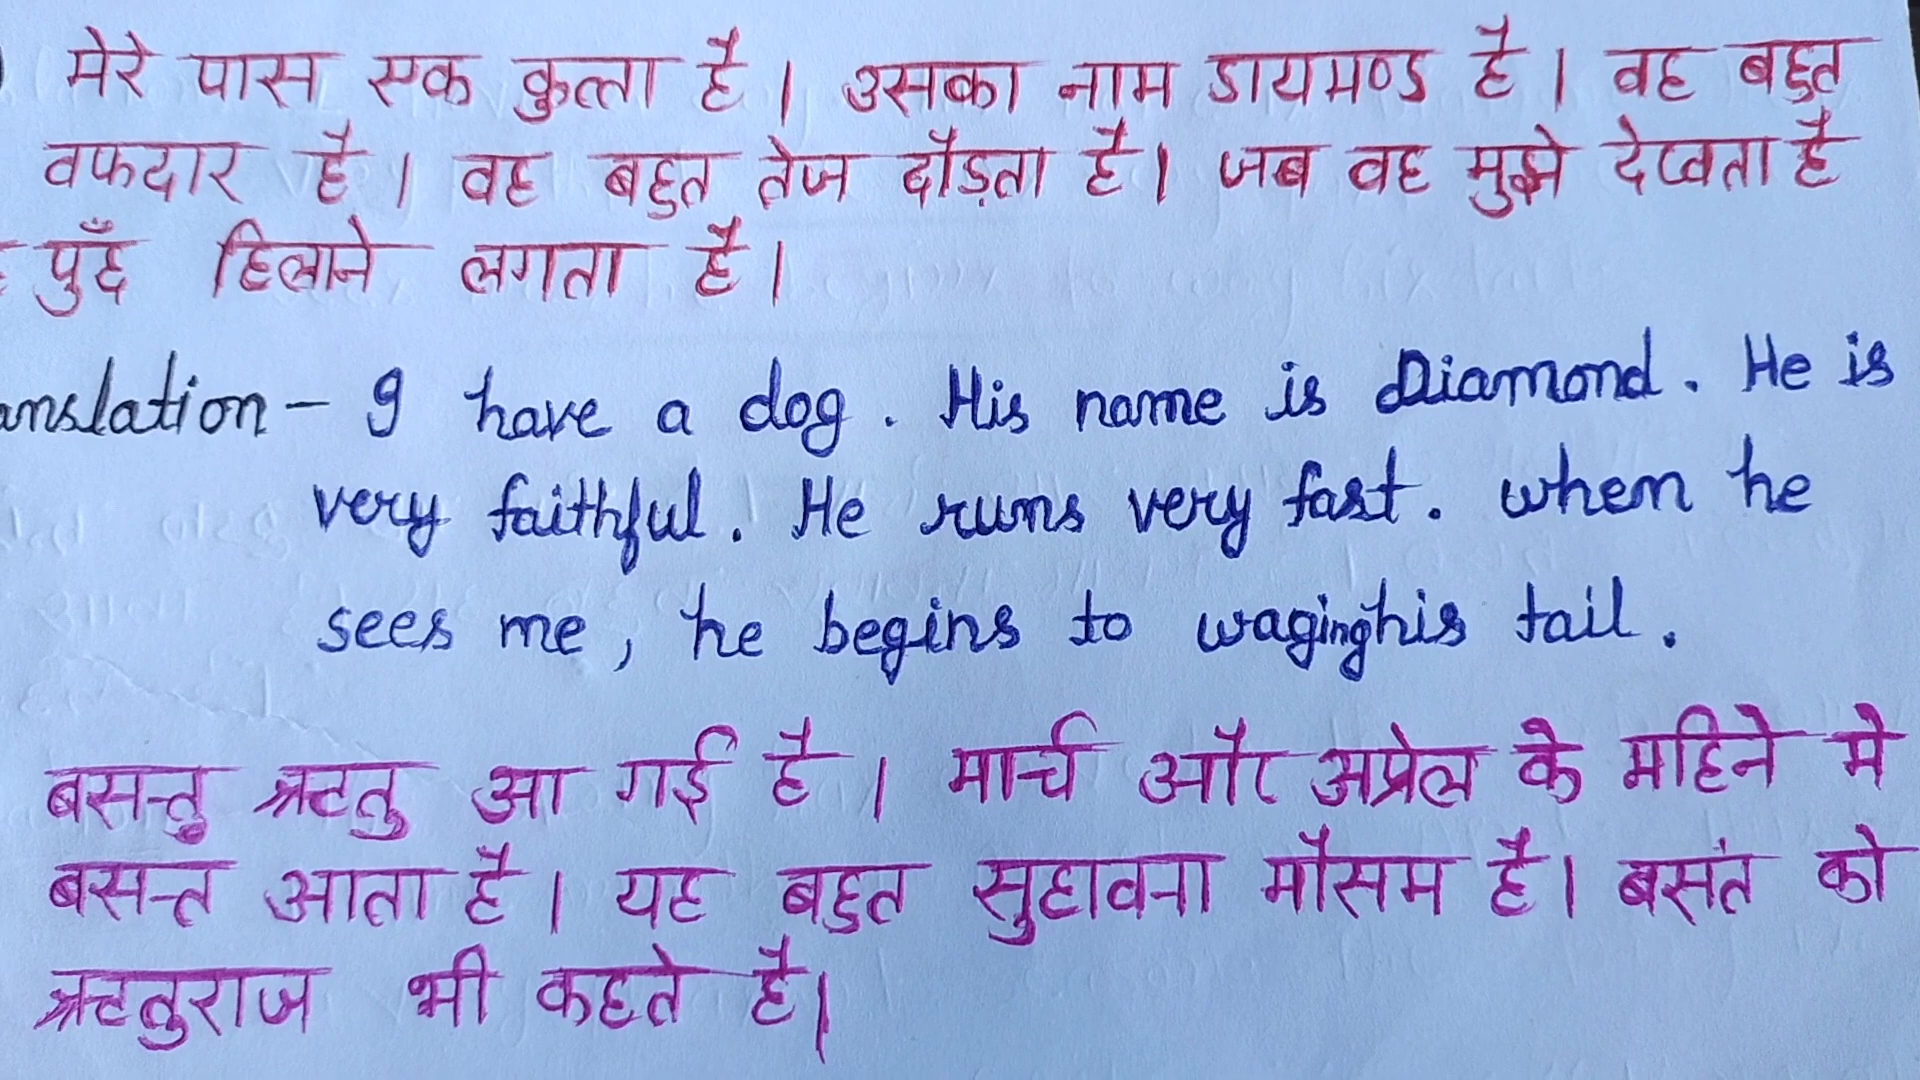 मेरे पास एक कुत्ता है। उसका नाम डायमण्ड है। वह बहुत
वफदार है। वह बहुत तेज दौड़ता है। जब वह मुझे देखता है
पुँछ हिलाने लगता है।
anslation - I have a dog. His name is Diamond. He is
very faithful. He runs very fast. when he
sees me, he begins to waginghis tail.
बसन्तु ऋतु आ गई है। मार्च और अप्रेल के महिने मे
बसन्त आता है। यह बहुत सुहावना मौसम है। बसंत को
ऋतुराज भी कहते है।